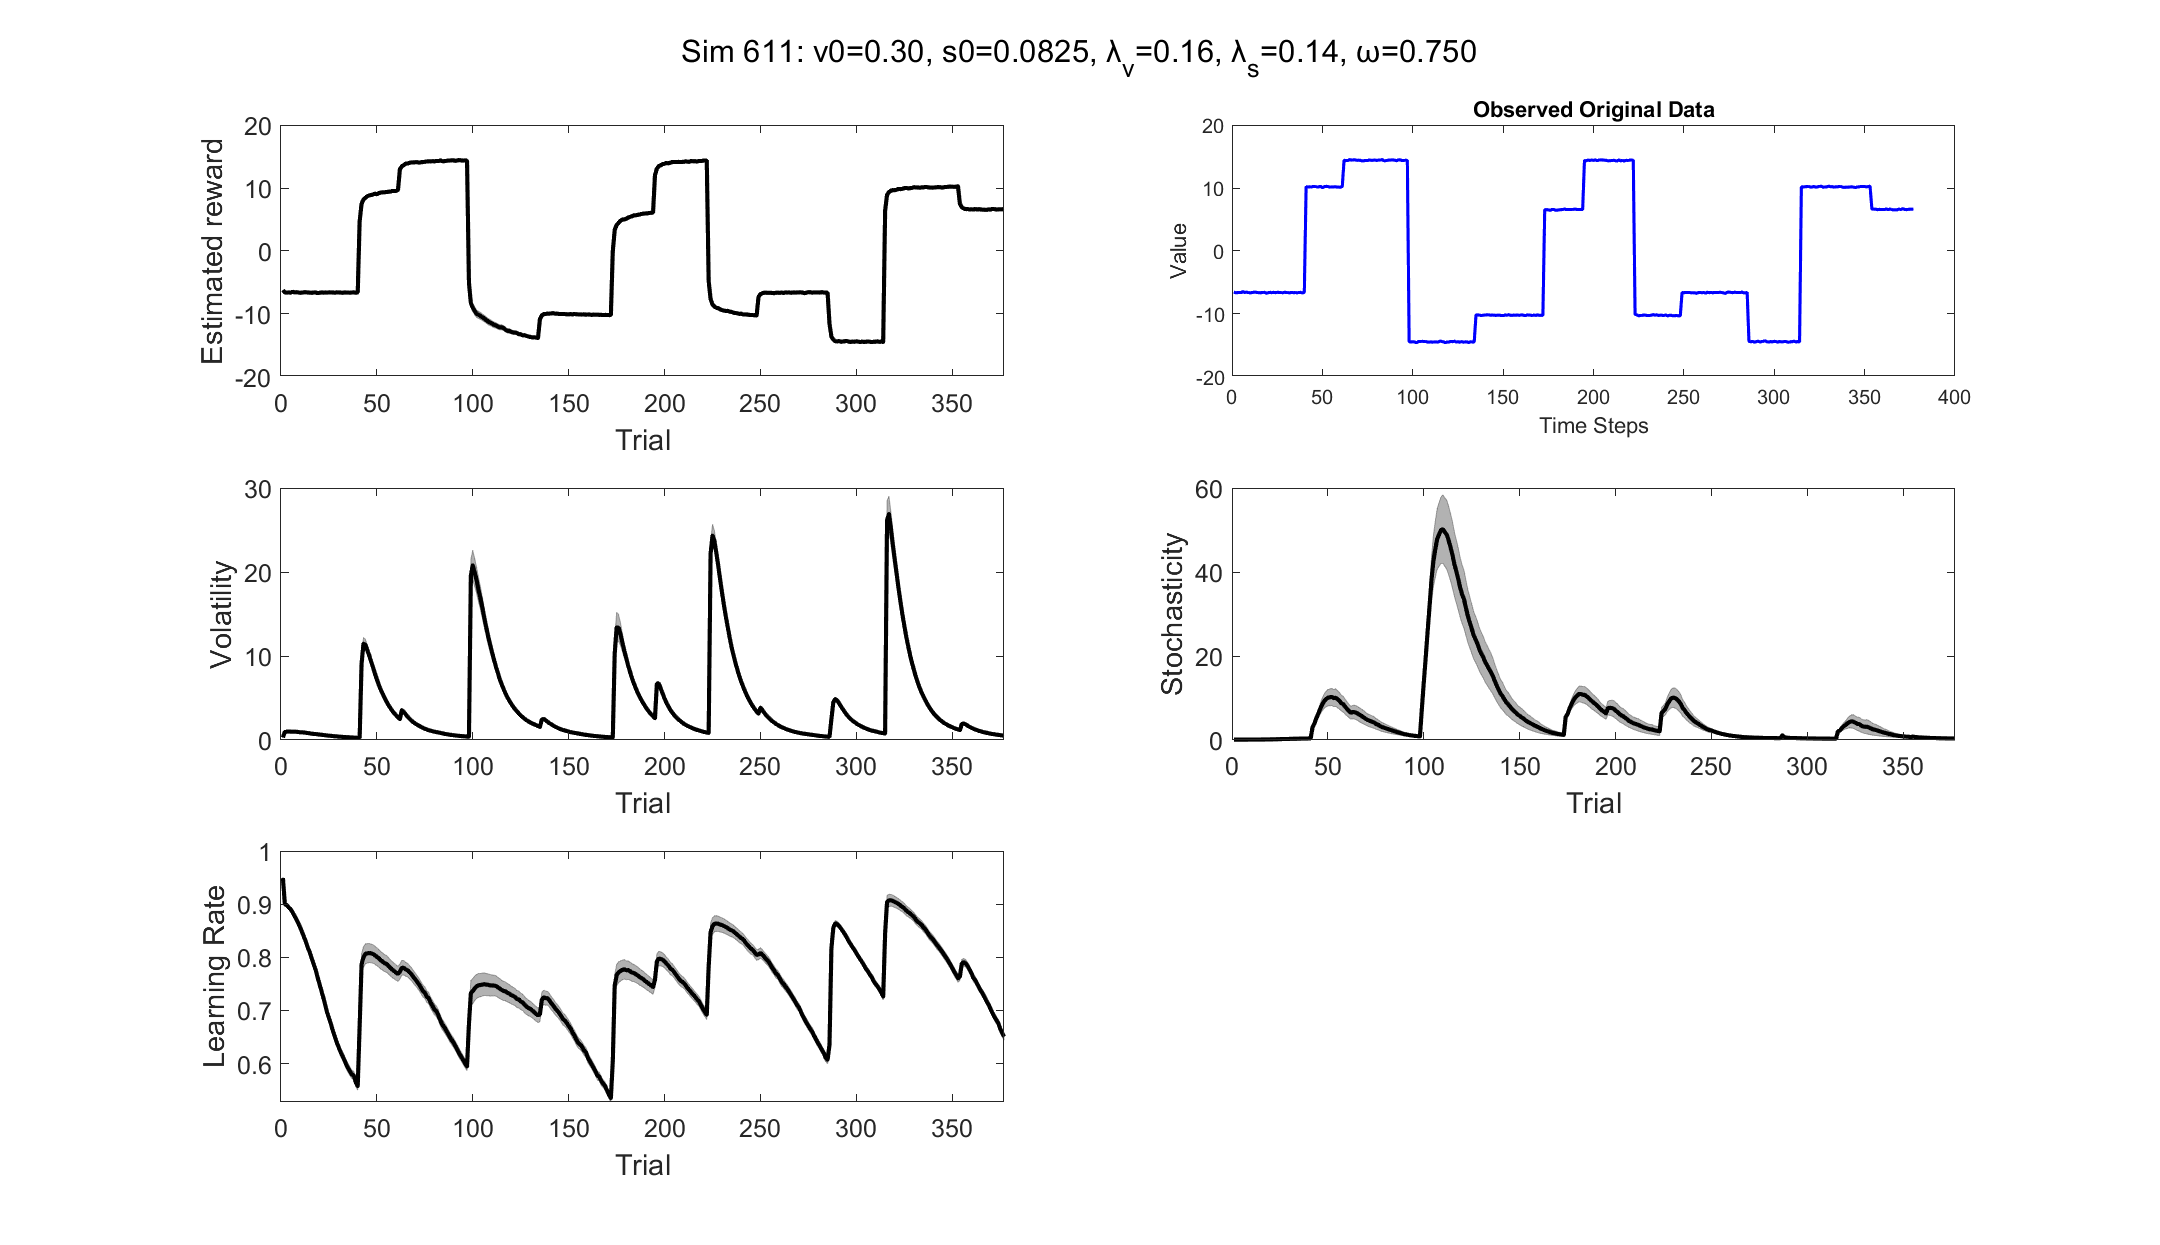 Sim 611: v0=0.30, s0=0.0825, λv=0.16, λs=0.14, ω=0.750
Estimated reward
20
10
0
-10
-20
0 50 100 150 200 250 300 350
Trial
Observed Original Data
Value
20
10
0
-10
-20
0 50 100 150 200 250 300 350 400
Time Steps
Volatility
30
20
10
0
0 50 100 150 200 250 300 350
Trial
Stochasticity
60
40
20
0
0 50 100 150 200 250 300 350
Trial
Learning Rate
1
0.9
0.8
0.7
0.6
0 50 100 150 200 250 300 350
Trial